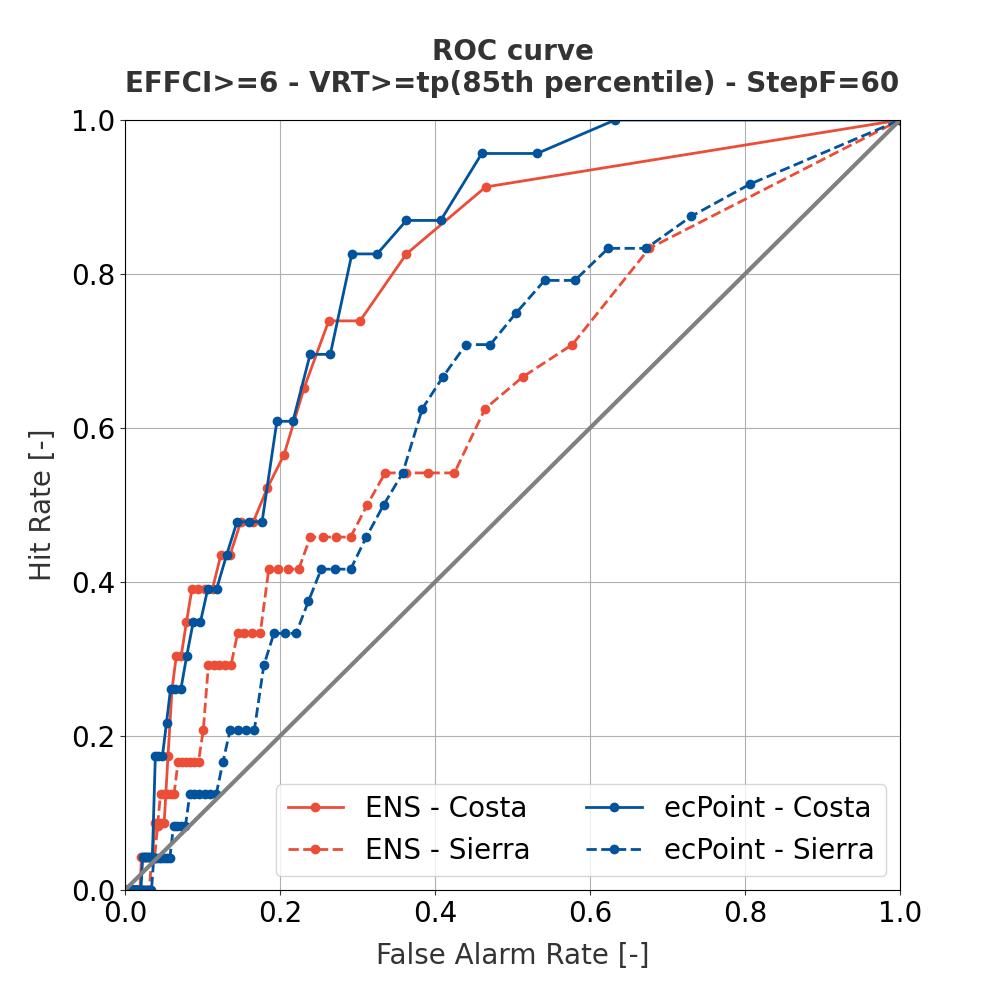 ROC curve
EFFCI>=6 - VRT>=tp(85th percentile) - StepF=60
1.0
0.8
0.6
0.4
0.2
0.0
Hit Rate [-]
ENS - Costa
ENS - Sierra
ecPoint - Costa
ecPoint - Sierra
0.0 0.2 0.4 0.6 0.8 1.0
False Alarm Rate [-]